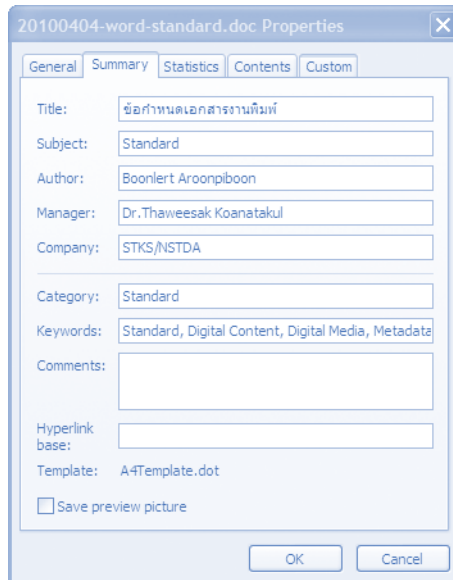 20100404-word-standard.doc Properties
General Summary Statistics Contents Custom
Title: ข้อกำหนดเอกสารงานพิมพ์
Subject: Standard
Author: Boonlert Aroonpiboon
Manager: Dr.Thaweesak Koanatakul
Company: STKS/NSTDA
Category: Standard
Keywords: Standard, Digital Content, Digital Media, Metadata
Comments:
Hyperlink
base:
Template: A4Template.dot
Save preview picture
OK Cancel